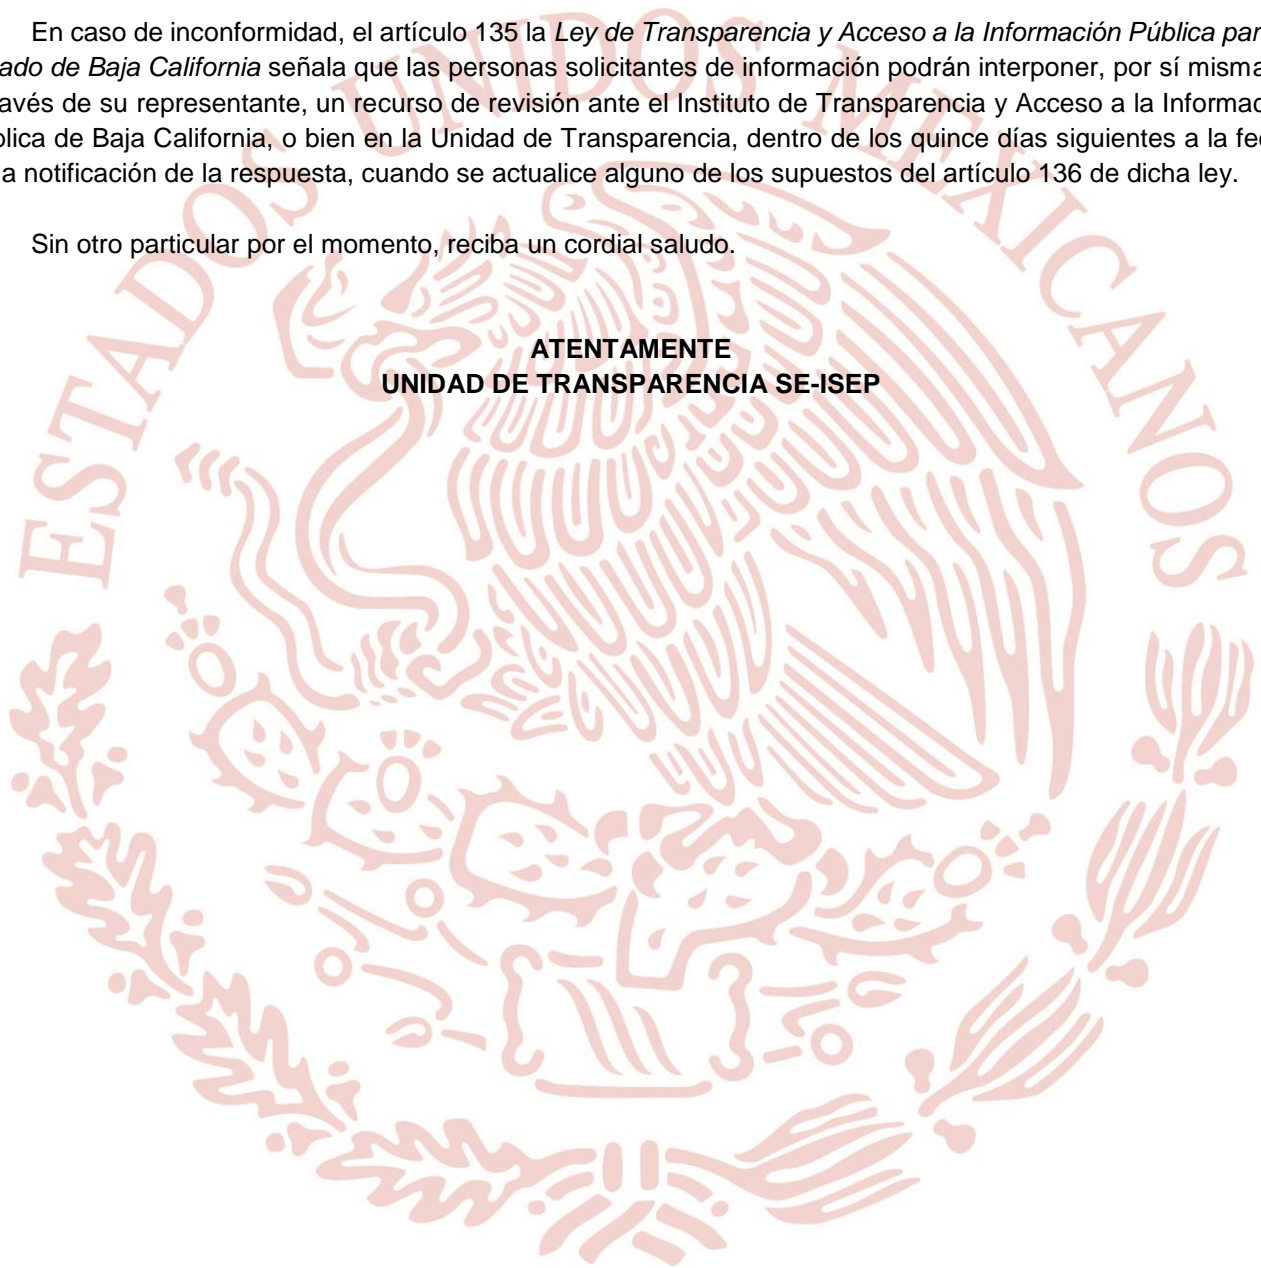 En caso de inconformidad, el artículo 135 la Ley de Transparencia y Acceso a la Información Pública par
ado de Baja California señala que las personas solicitantes de información podrán interponer, por sí misma
avés de su representante, un recurso de revisión ante el Instituto de Transparencia y Acceso a la Informac
lica de Baja California, o bien en la Unidad de Transparencia, dentro de los quince días siguientes a la fe
a notificación de la respuesta, cuando se actualice alguno de los supuestos del artículo 136 de dicha ley.
Sin otro particular por el momento, reciba un cordial saludo.
ATENTAMENTE
UNIDAD DE TRANSPARENCIA SE-ISEP
ESTADOS UNIDOS MEXICANOS